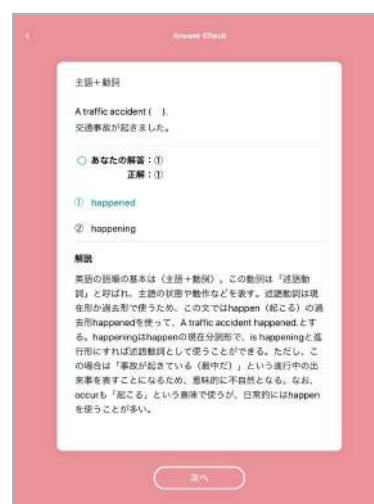 Answer Check
主語＋動詞
A traffic accident (　).
交通事故が起きました。
○ あなたの解答：①
正解：①
① happened
② happening
解説
英語の語順の基本は〈主語＋動詞〉。この動詞は「述語動
詞」と呼ばれ、主語の状態や動作などを表す。述語動詞は現
在形か過去形で使うため、この文ではhappen（起こる）の過
去形happenedを使って、A traffic accident happened.とす
る。happeningはhappenの現在分詞形で、is happeningと進
行形にすれば述語動詞として使うことができる。ただし、こ
の場合は「事故が起きている（最中だ）」という進行中の出
来事を表すことになるため、意味的に不自然となる。なお、
occurも「起こる」という意味で使うが、日常的にはhappen
を使うことが多い。
次へ